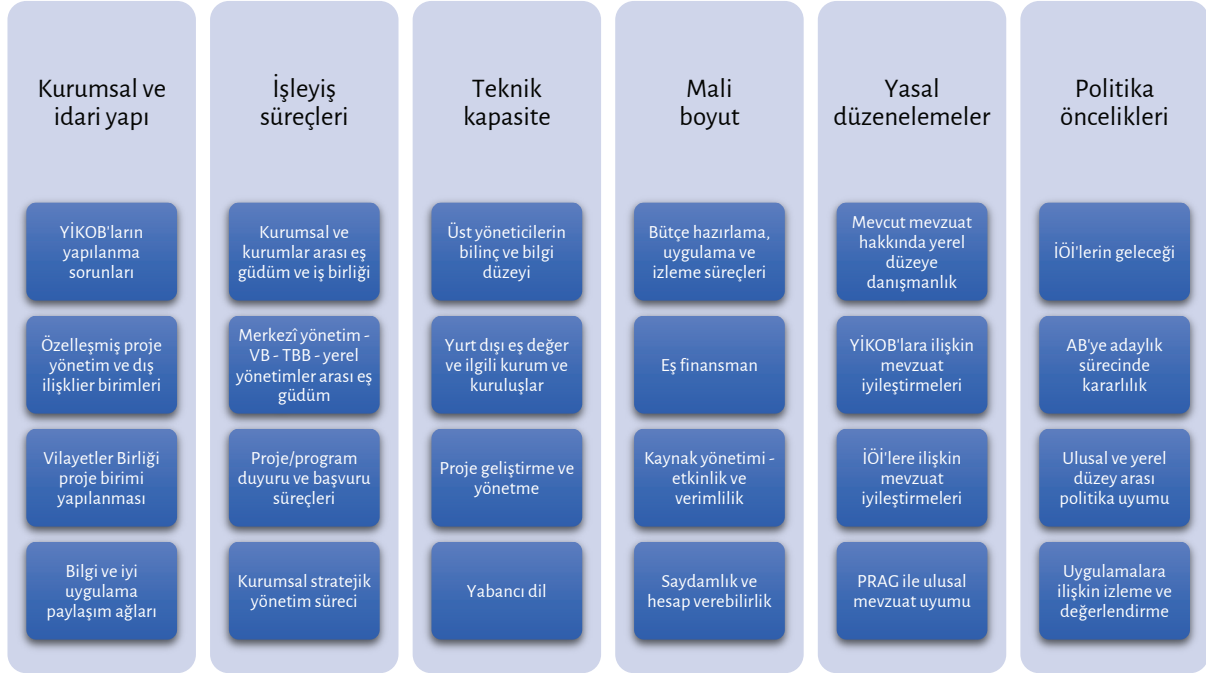 Kurumsal ve
idari yapı
YİKOB'ların
yapılanma
sorunları
Özelleşmiş proje
yönetim ve dış
ilişklier birimleri
Vilayetler Birliği
proje birimi
yapılanması
Bilgi ve iyi
uygulama
paylaşım ağları
İşleyiş
süreçleri
Kurumsal ve
kurumlar arası eş
güdüm ve iş birliği
Merkezî yönetim -
VB - TBB - yerel
yönetimler arası eş
güdüm
Proje/program
duyuru ve başvuru
süreçleri
Kurumsal stratejik
yönetim süreci
Teknik
kapasite
Üst yöneticilerin
bilinç ve bilgi
düzeyi
Yurt dışı eş değer
ve ilgili kurum ve
kuruluşlar
Proje geliştirme ve
yönetme
Yabancı dil
Mali
boyut
Bütçe hazırlama,
uygulama ve
izleme süreçleri
Eş finansman
Kaynak yönetimi -
etkinlik ve
verimlilik
Saydamlık ve
hesap verebilirlik
Yasal
düzenelemeler
Mevcut mevzuat
hakkında yerel
düzeye
danışmanlık
YİKOB'lara ilişkin
mevzuat
iyileştirmeleri
İÖİ'lere ilişkin
mevzuat
iyileştirmeleri
PRAG ile ulusal
mevzuat uyumu
Politika
öncelikleri
İÖİ'lerin geleceği
AB'ye adaylık
sürecinde
kararlılık
Ulusal ve yerel
düzey arası
politika uyumu
Uygulamalara
ilişkin izleme ve
değerlendirme